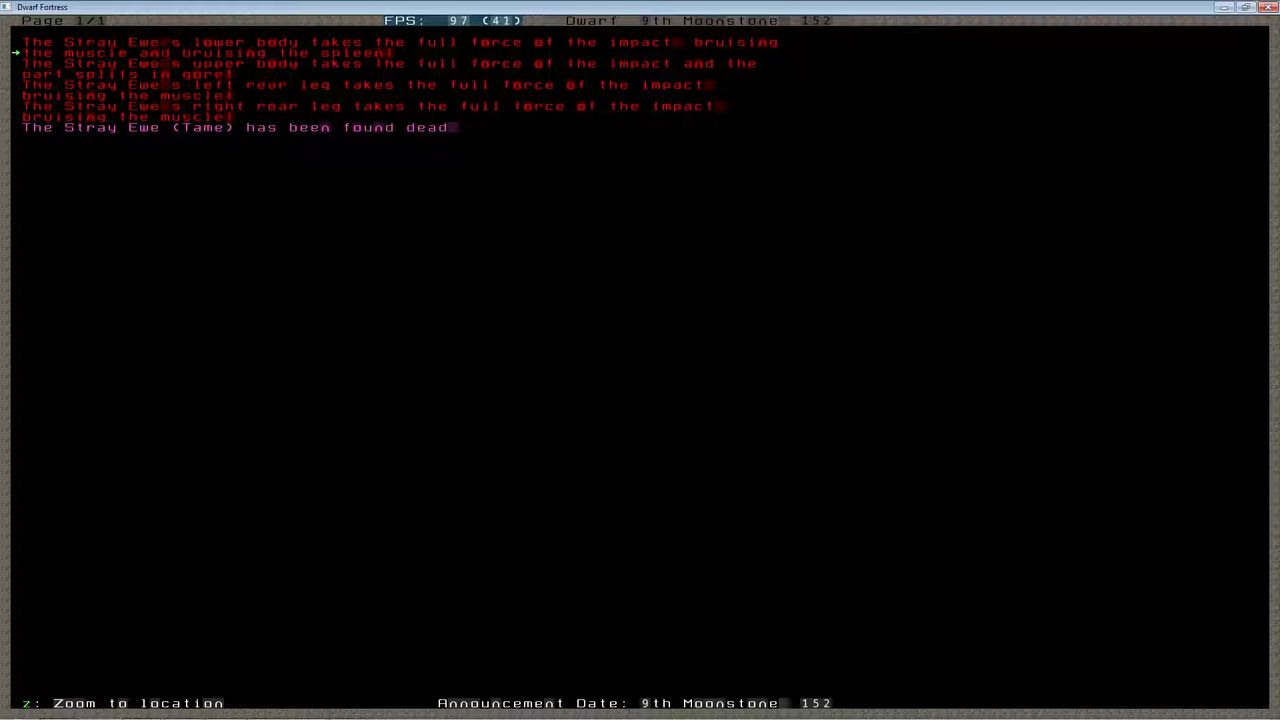 Dwarf Fortress
Page 1/1 FPS: 97 (41) Dwarf 9th Moonstone 152
The Stray Ewe s lower body takes the full force of the impact bruising
the muscle and bruising the spleen!
The Stray Ewe s upper body takes the full force of the impact and the
part splits in gore!
The Stray Ewe s left rear leg takes the full force of the impact
bruising the muscle!
The Stray Ewe s right rear leg takes the full force of the impact
bruising the muscle!
The Stray Ewe (Tame) has been found dead
z: Zoom to location Announcement Date: 9th Moonstone 152